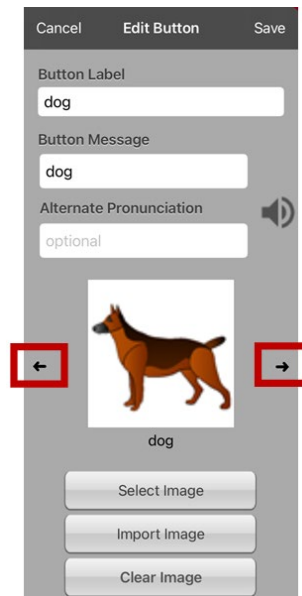 Cancel Edit Button Save
Button Label
dog
Button Message
dog
Alternate Pronunciation
optional
← →
dog
Select Image
Import Image
Clear Image